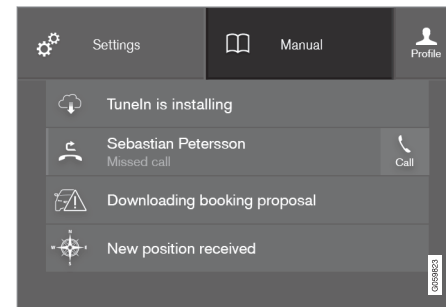 Settings
Manual
Profile
TuneIn is installing
Sebastian Petersson
Missed call
Call
Downloading booking proposal
New position received
G059823